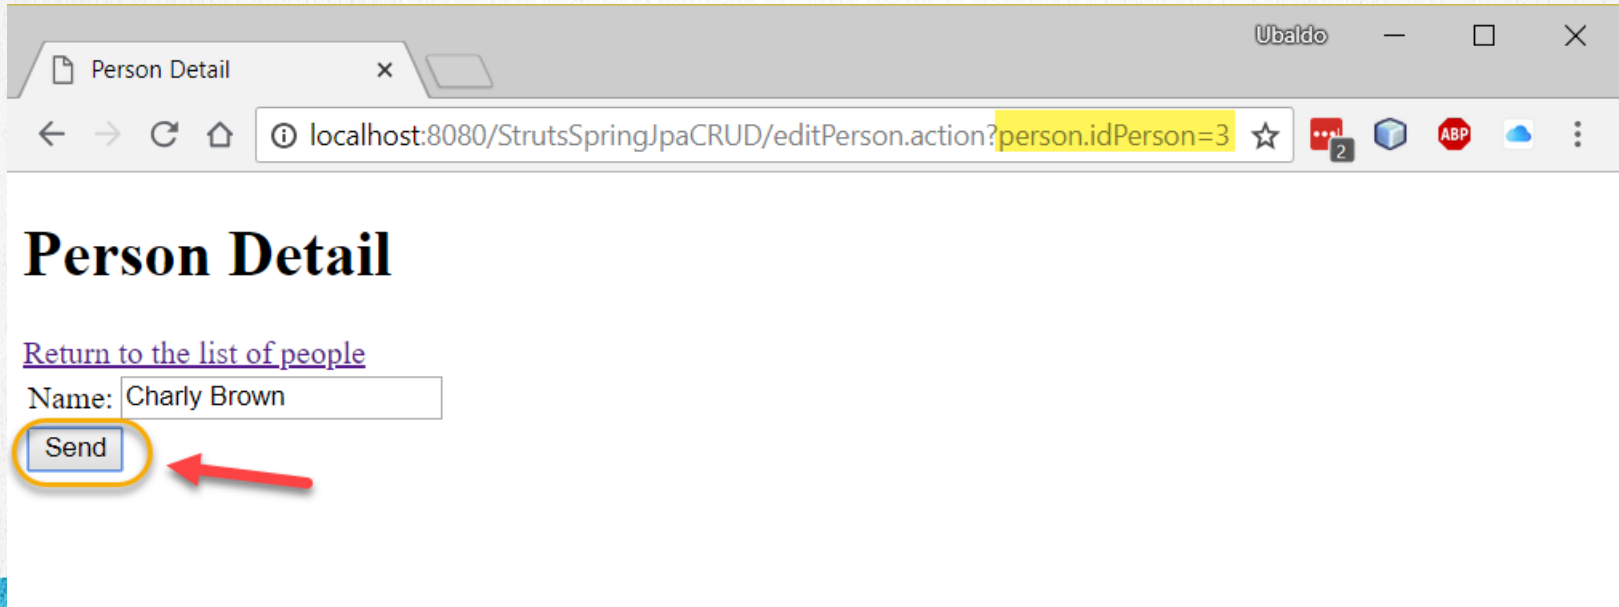 Ubaldo
Person Detail
localhost:8080/StrutsSpringJpaCRUD/editPerson.action?person.idPerson=3
2
ABP
Person Detail
Return to the list of people
Name: Charly Brown
Send